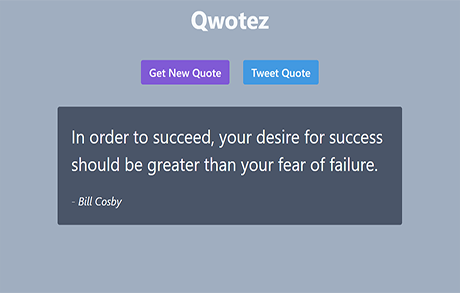 Qwotez
Get New Quote
Tweet Quote
In order to succeed, your desire for success
should be greater than your fear of failure.
- Bill Cosby